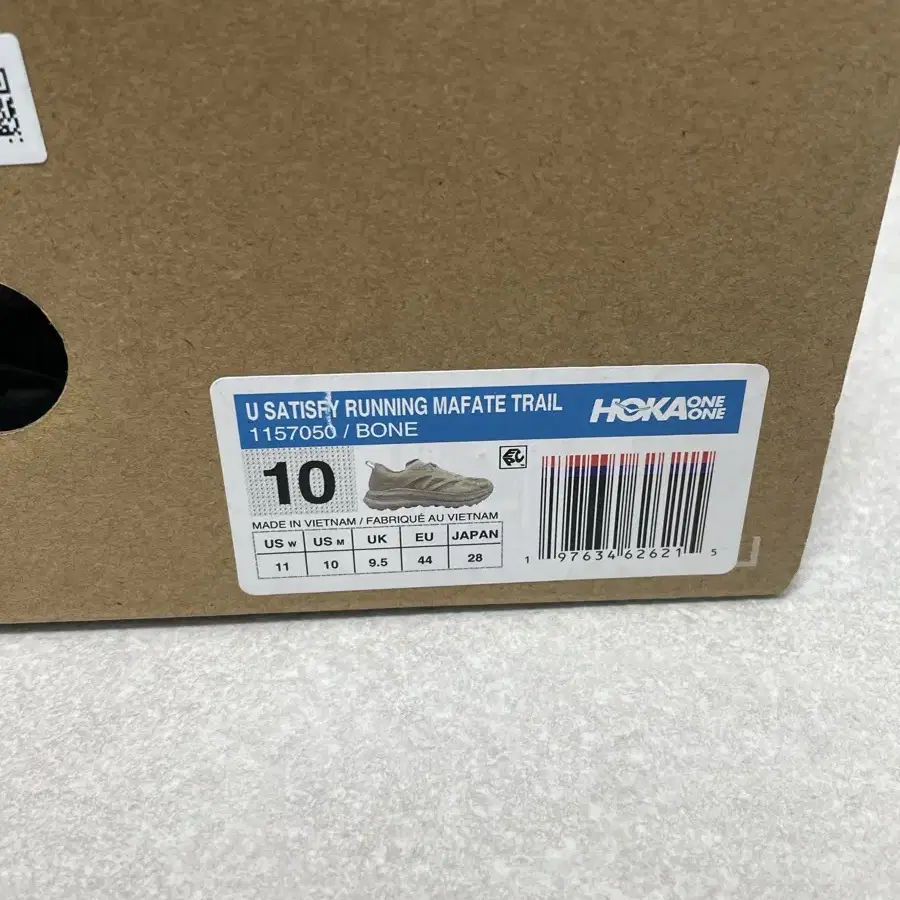 U SATISFY RUNNING MAFATE TRAIL
1157050 / BONE
HOKA ONE ONE
10
MADE IN VIETNAM / FABRIQUÉ AU VIETNAM
US W US M UK EU JAPAN
11 10 9.5 44 28
1 97634 62621 5